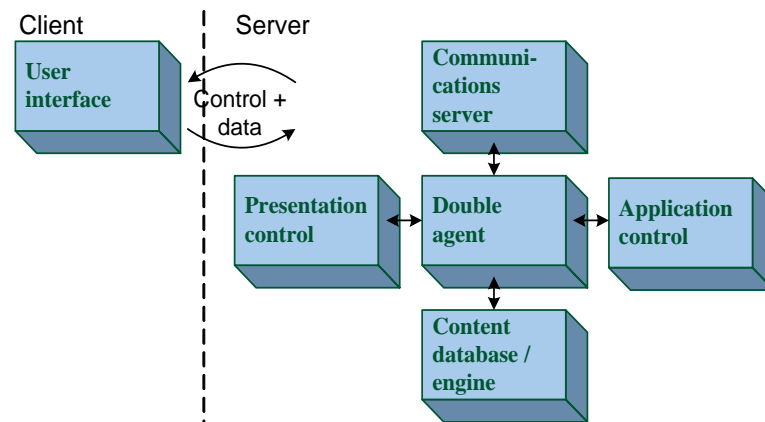 Client
Server
User
interface
Control +
data
Communi-
cations
server
Presentation
control
Double
agent
Application
control
Content
database /
engine